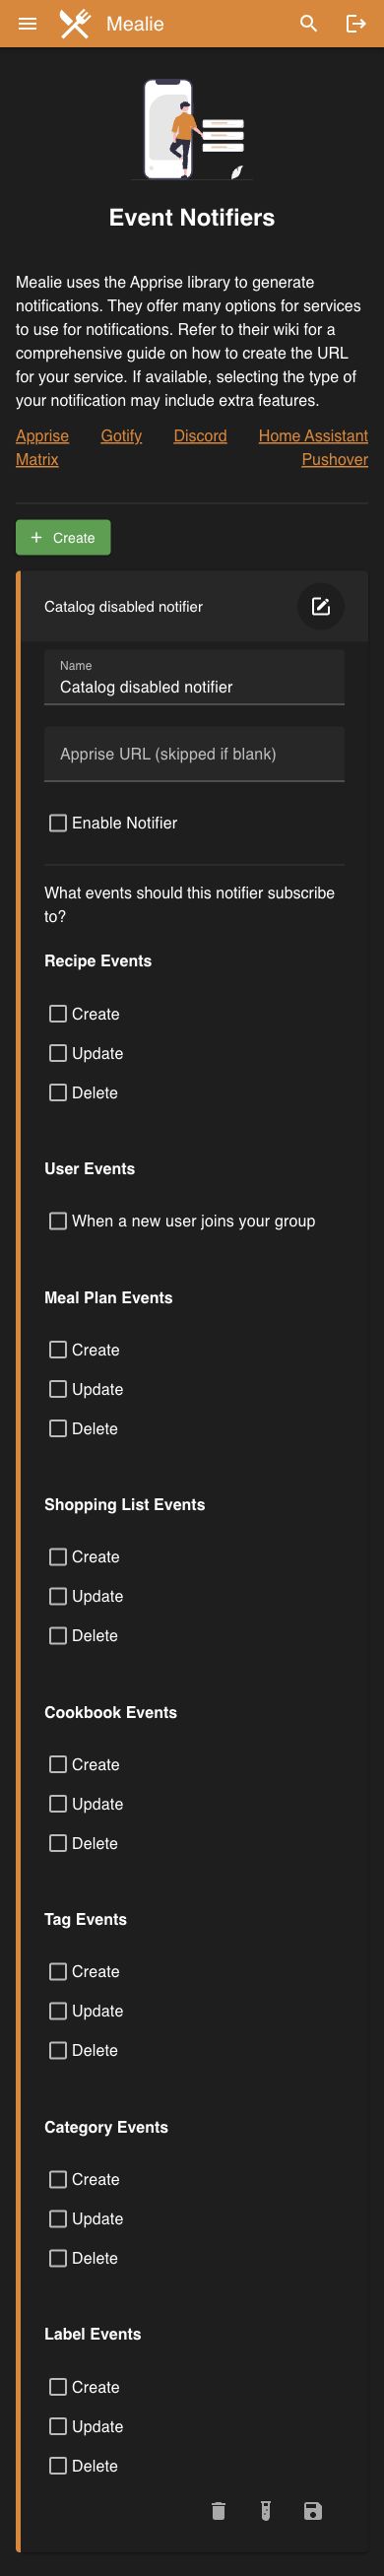 Mealie
Event Notifiers
Mealie uses the Apprise library to generate
notifications. They offer many options for services
to use for notifications. Refer to their wiki for a
comprehensive guide on how to create the URL
for your service. If available, selecting the type of
your notification may include extra features.
Apprise Gotify Discord Home Assistant
Matrix Pushover
Create
Catalog disabled notifier
Name
Catalog disabled notifier
Apprise URL (skipped if blank)
Enable Notifier
What events should this notifier subscribe
to?
Recipe Events
Create
Update
Delete
User Events
When a new user joins your group
Meal Plan Events
Create
Update
Delete
Shopping List Events
Create
Update
Delete
Cookbook Events
Create
Update
Delete
Tag Events
Create
Update
Delete
Category Events
Create
Update
Delete
Label Events
Create
Update
Delete